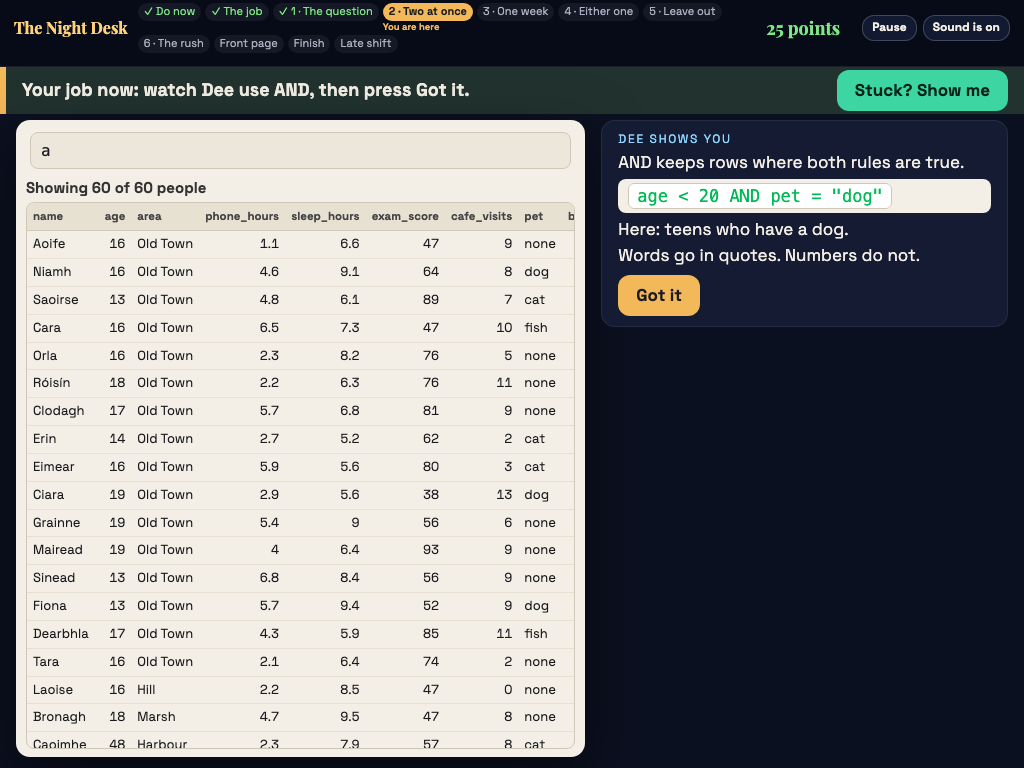 The Night Desk
✓ Do now ✓ The job ✓ 1 · The question 2 · Two at once 3 · One week 4 · Either one 5 · Leave out
You are here
6 · The rush Front page Finish Late shift
25 points
Pause
Sound is on
Your job now: watch Dee use AND, then press Got it.
Stuck? Show me
a
Showing 60 of 60 people
name age area phone_hours sleep_hours exam_score cafe_visits pet b
Aoife 16 Old Town 1.1 6.6 47 9 none
Niamh 16 Old Town 4.6 9.1 64 8 dog
Saoirse 13 Old Town 4.8 6.1 89 7 cat
Cara 16 Old Town 6.5 7.3 47 10 fish
Orla 16 Old Town 2.3 8.2 76 5 none
Róisín 18 Old Town 2.2 6.3 76 11 none
Clodagh 17 Old Town 5.7 6.8 81 9 none
Erin 14 Old Town 2.7 5.2 62 2 cat
Eimear 16 Old Town 5.9 5.6 80 3 cat
Ciara 19 Old Town 2.9 5.6 38 13 dog
Grainne 19 Old Town 5.4 9 56 6 none
Mairead 19 Old Town 4 6.4 93 9 none
Sinead 13 Old Town 6.8 8.4 56 9 none
Fiona 13 Old Town 5.7 9.4 52 9 dog
Dearbhla 17 Old Town 4.3 5.9 85 11 fish
Tara 16 Old Town 2.1 6.4 74 2 none
Laoise 16 Hill 2.2 8.5 47 0 none
Bronagh 18 Marsh 4.7 9.5 47 8 none
Caoimhe 48 Harbour 2.3 7.9 57 8 cat
DEE SHOWS YOU
AND keeps rows where both rules are true.
age < 20 AND pet = "dog"
Here: teens who have a dog.
Words go in quotes. Numbers do not.
Got it